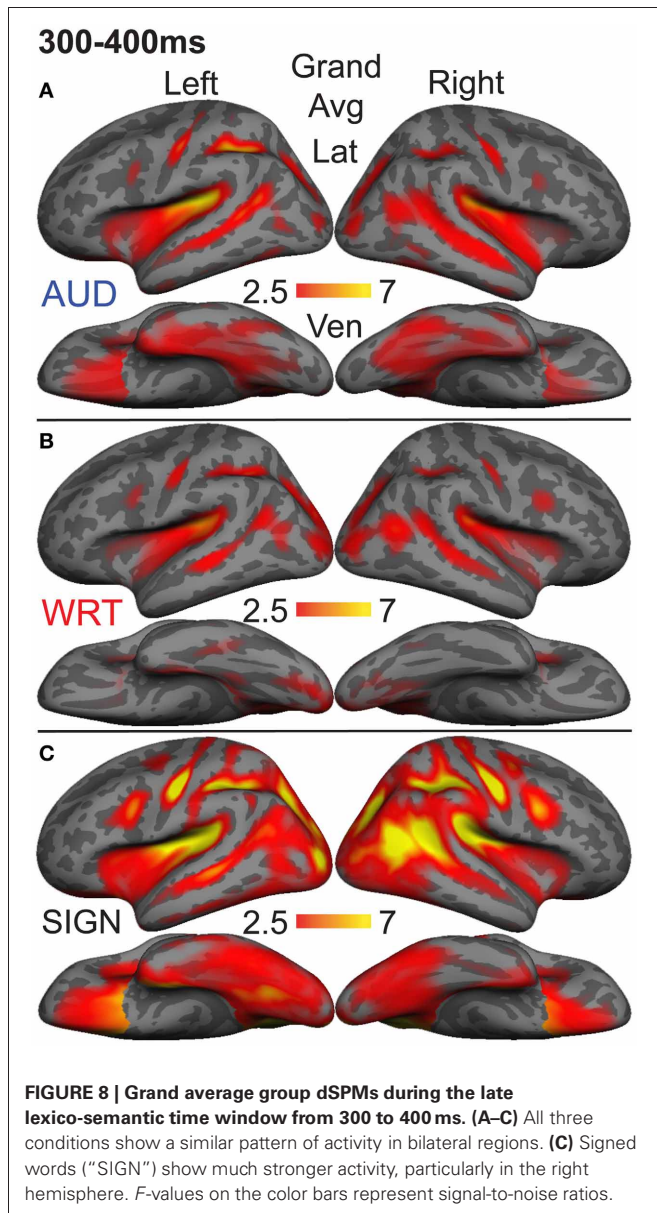 300-400ms
A
Left
Grand
Avg
Lat
Right
AUD
2.5 7
Ven
B
WRT
2.5 7
C
SIGN
2.5 7
FIGURE 8 | Grand average group dSPMs during the late
lexico-semantic time window from 300 to 400 ms. (A–C) All three
conditions show a similar pattern of activity in bilateral regions. (C) Signed
words (“SIGN”) show much stronger activity, particularly in the right
hemisphere. F-values on the color bars represent signal-to-noise ratios.